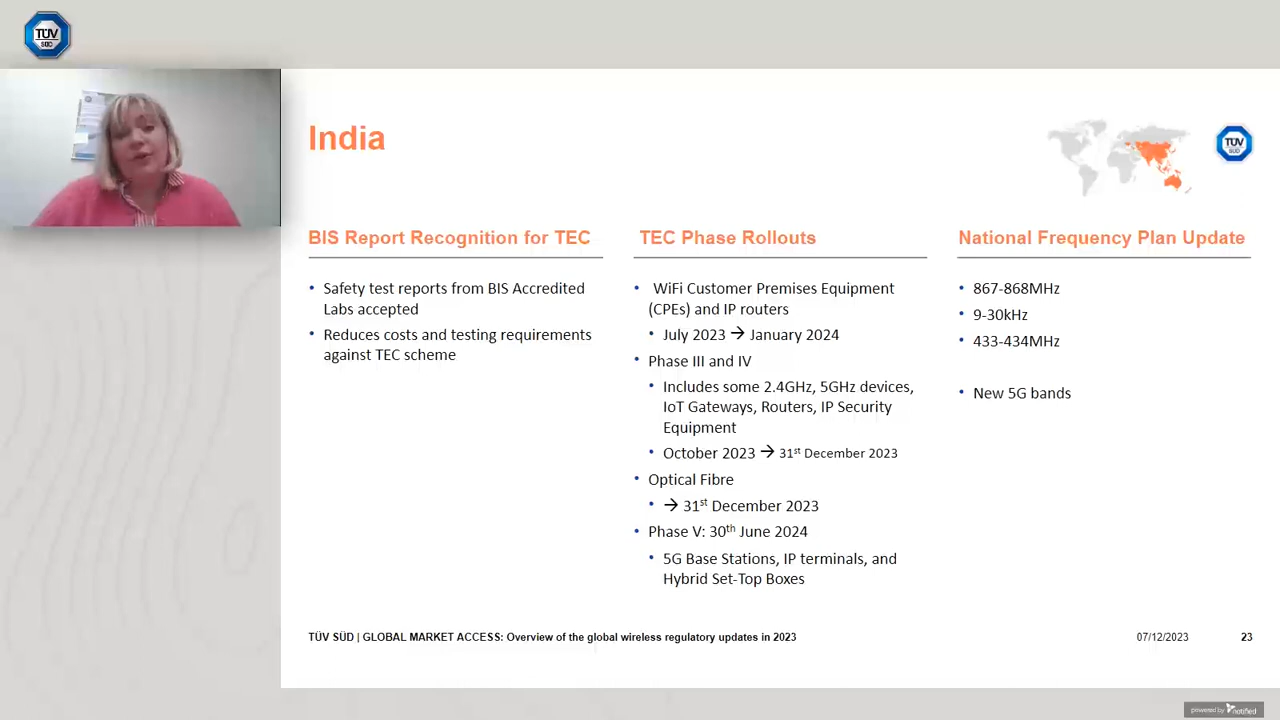 TÜV
SÜD
India
TÜV
SÜD
BIS Report Recognition for TEC
• Safety test reports from BIS Accredited
Labs accepted
• Reduces costs and testing requirements
against TEC scheme
TEC Phase Rollouts
• WiFi Customer Premises Equipment
(CPEs) and IP routers
• July 2023 → January 2024
• Phase III and IV
• Includes some 2.4GHz, 5GHz devices,
IoT Gateways, Routers, IP Security
Equipment
• October 2023 → 31st December 2023
• Optical Fibre
• → 31st December 2023
• Phase V: 30th June 2024
• 5G Base Stations, IP terminals, and
Hybrid Set-Top Boxes
National Frequency Plan Update
• 867-868MHz
• 9-30kHz
• 433-434MHz
• New 5G bands
TÜV SÜD | GLOBAL MARKET ACCESS: Overview of the global wireless regulatory updates in 2023
07/12/2023
23
powered by notified